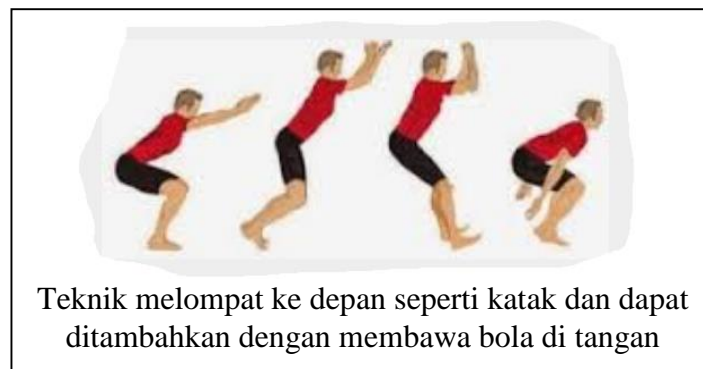 Teknik melompat ke depan seperti katak dan dapat
ditambahkan dengan membawa bola di tangan